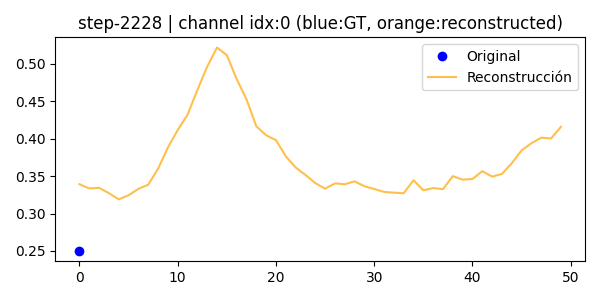 step-2228 | channel idx:0 (blue:GT, orange:reconstructed)
Original
Reconstrucción
0.50
0.45
0.40
0.35
0.30
0.25
0 10 20 30 40 50